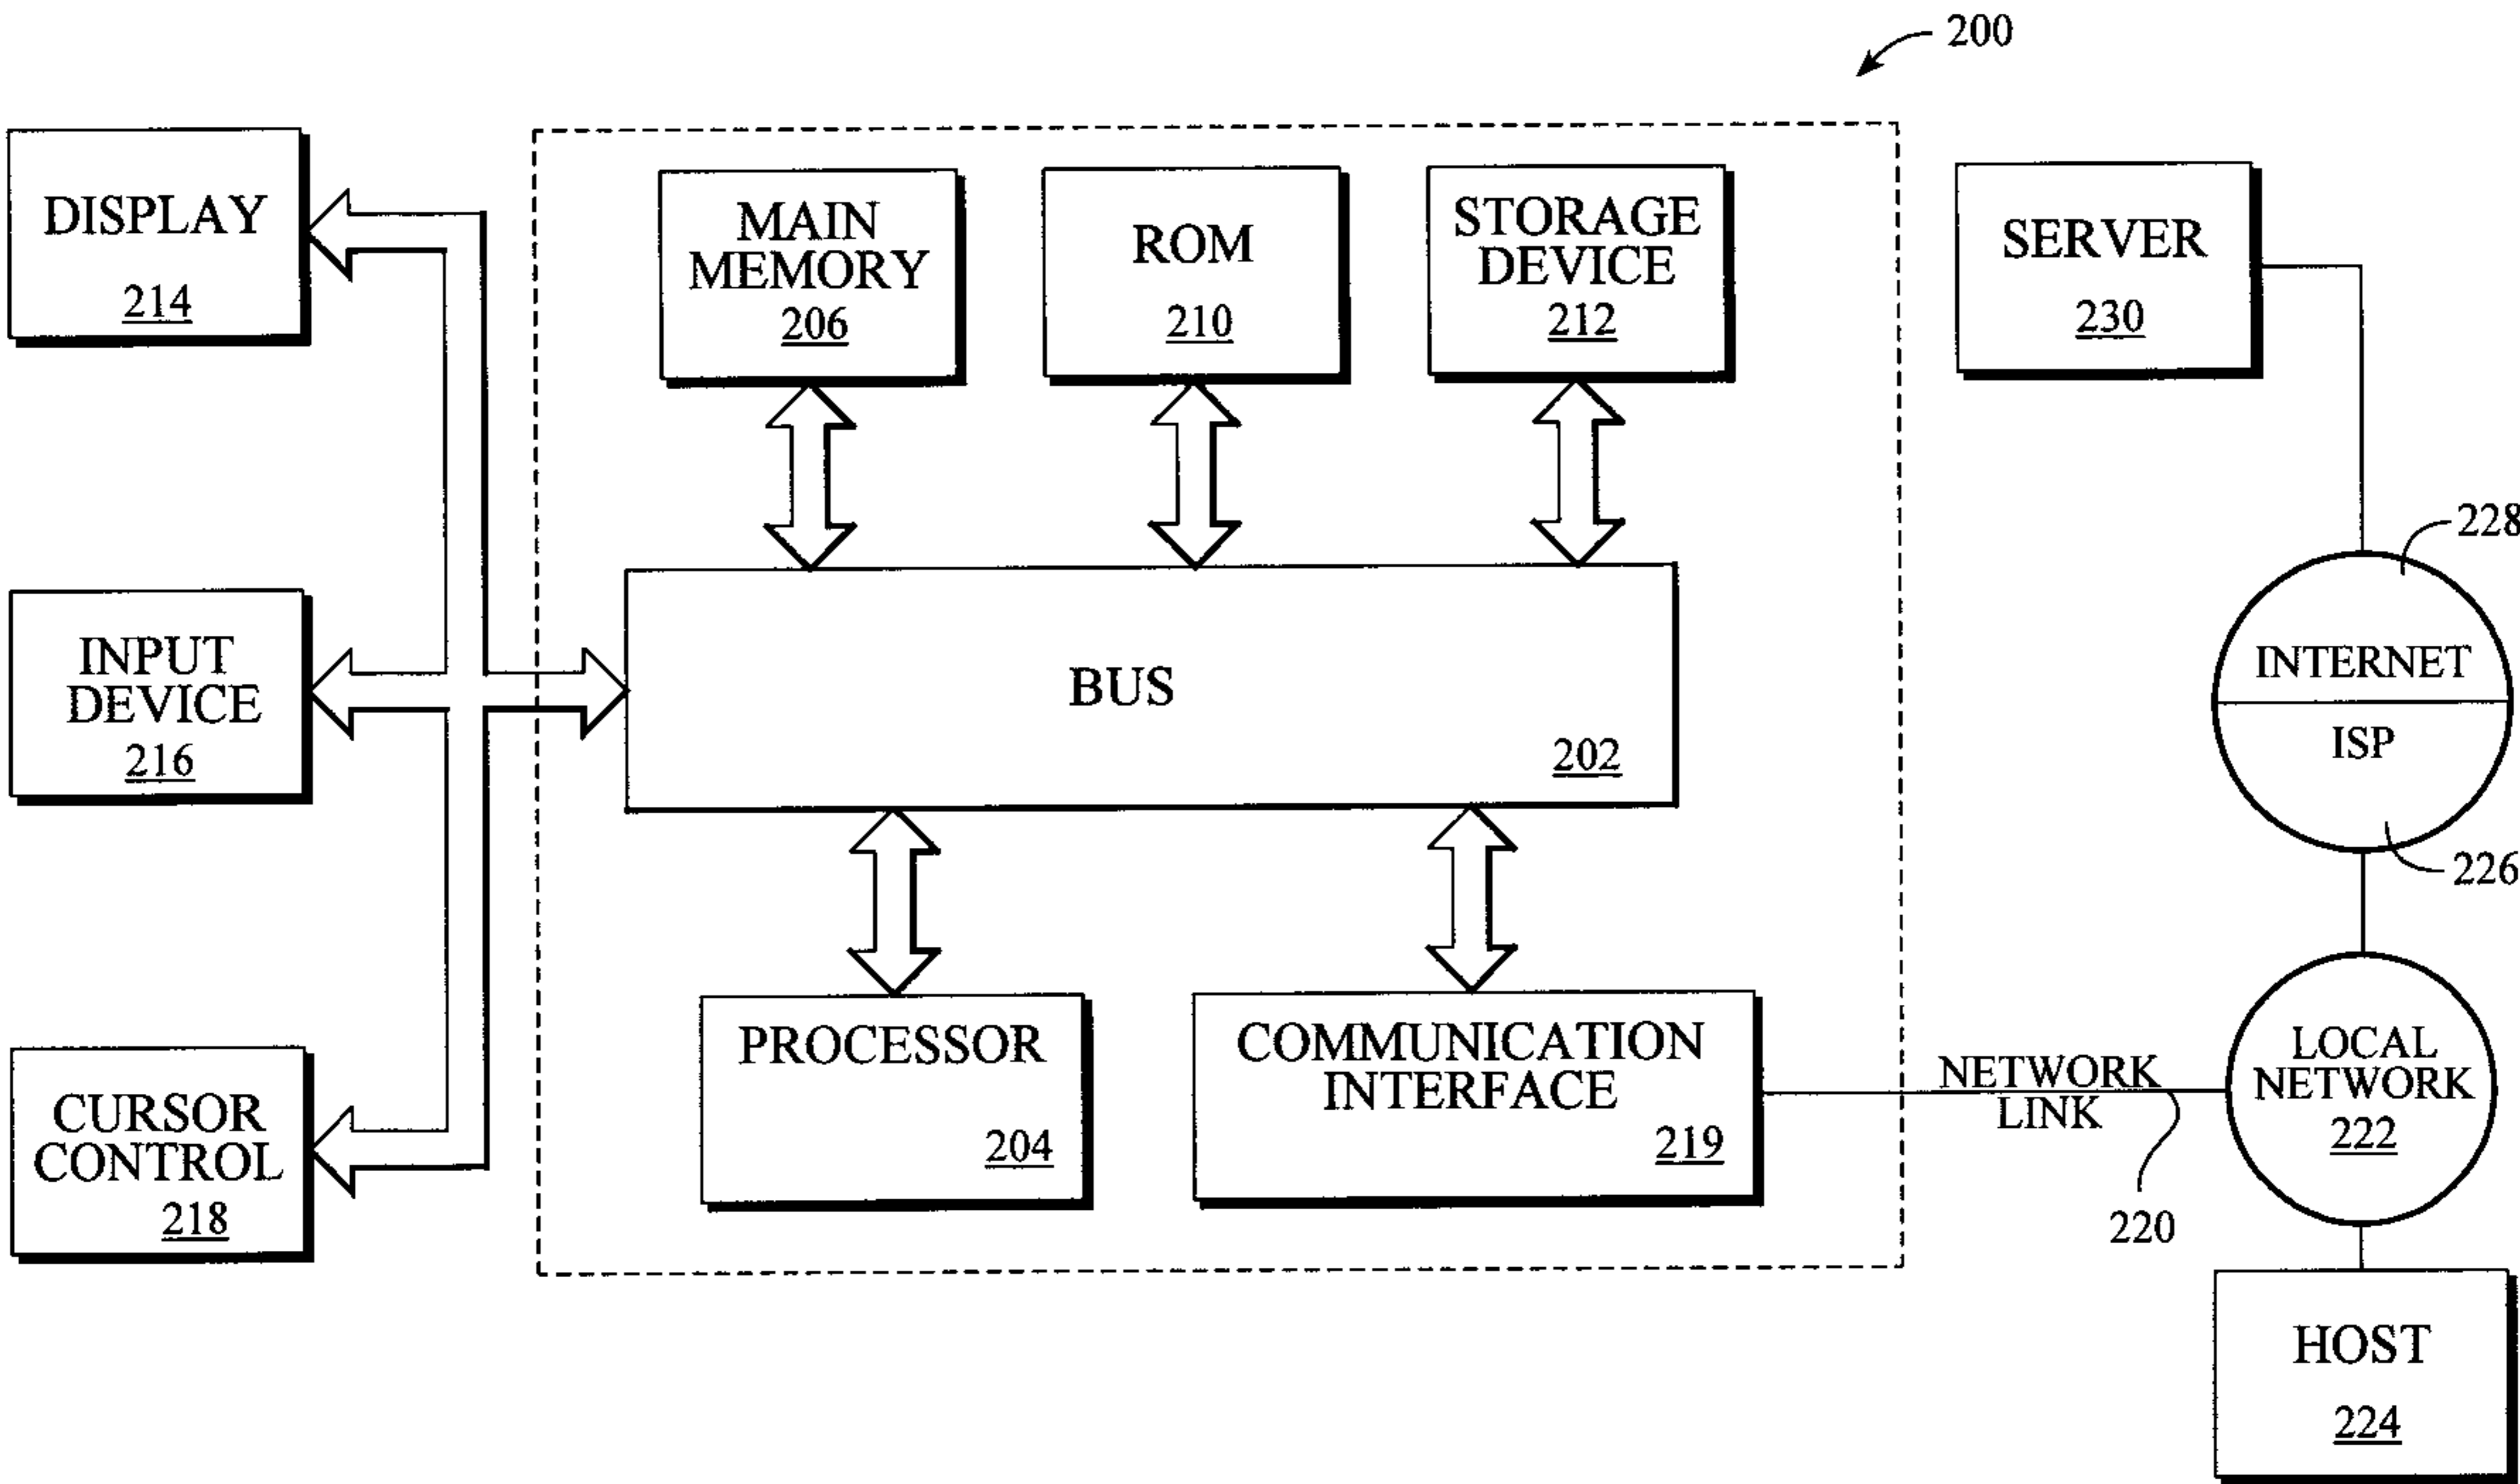 200
DISPLAY
214
MAIN
MEMORY
206
ROM
210
STORAGE
DEVICE
212
SERVER
230
INPUT
DEVICE
216
BUS
202
228
INTERNET
ISP
226
CURSOR
CONTROL
218
PROCESSOR
204
COMMUNICATION
INTERFACE
219
NETWORK
LINK
220
LOCAL
NETWORK
222
HOST
224